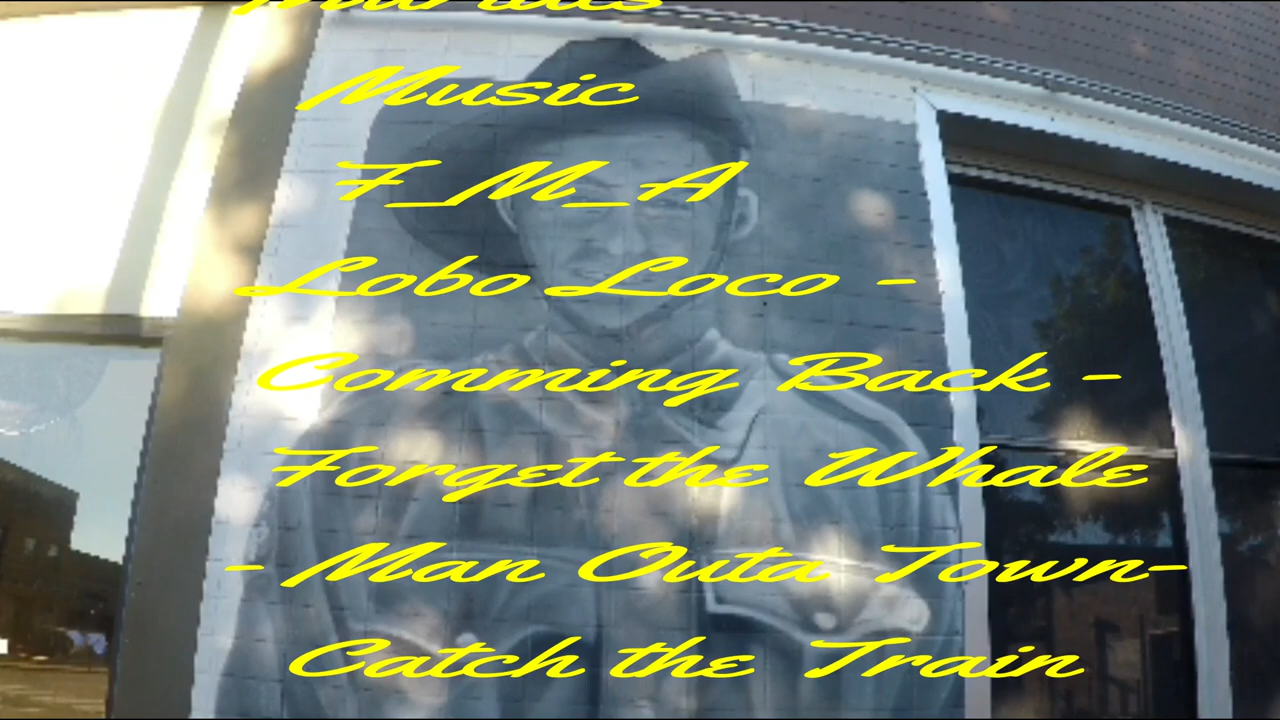 Music
F_M_A
Lobo Loco -
Comming Back -
Forget the Whale
- Man Outa Town-
Catch the Train